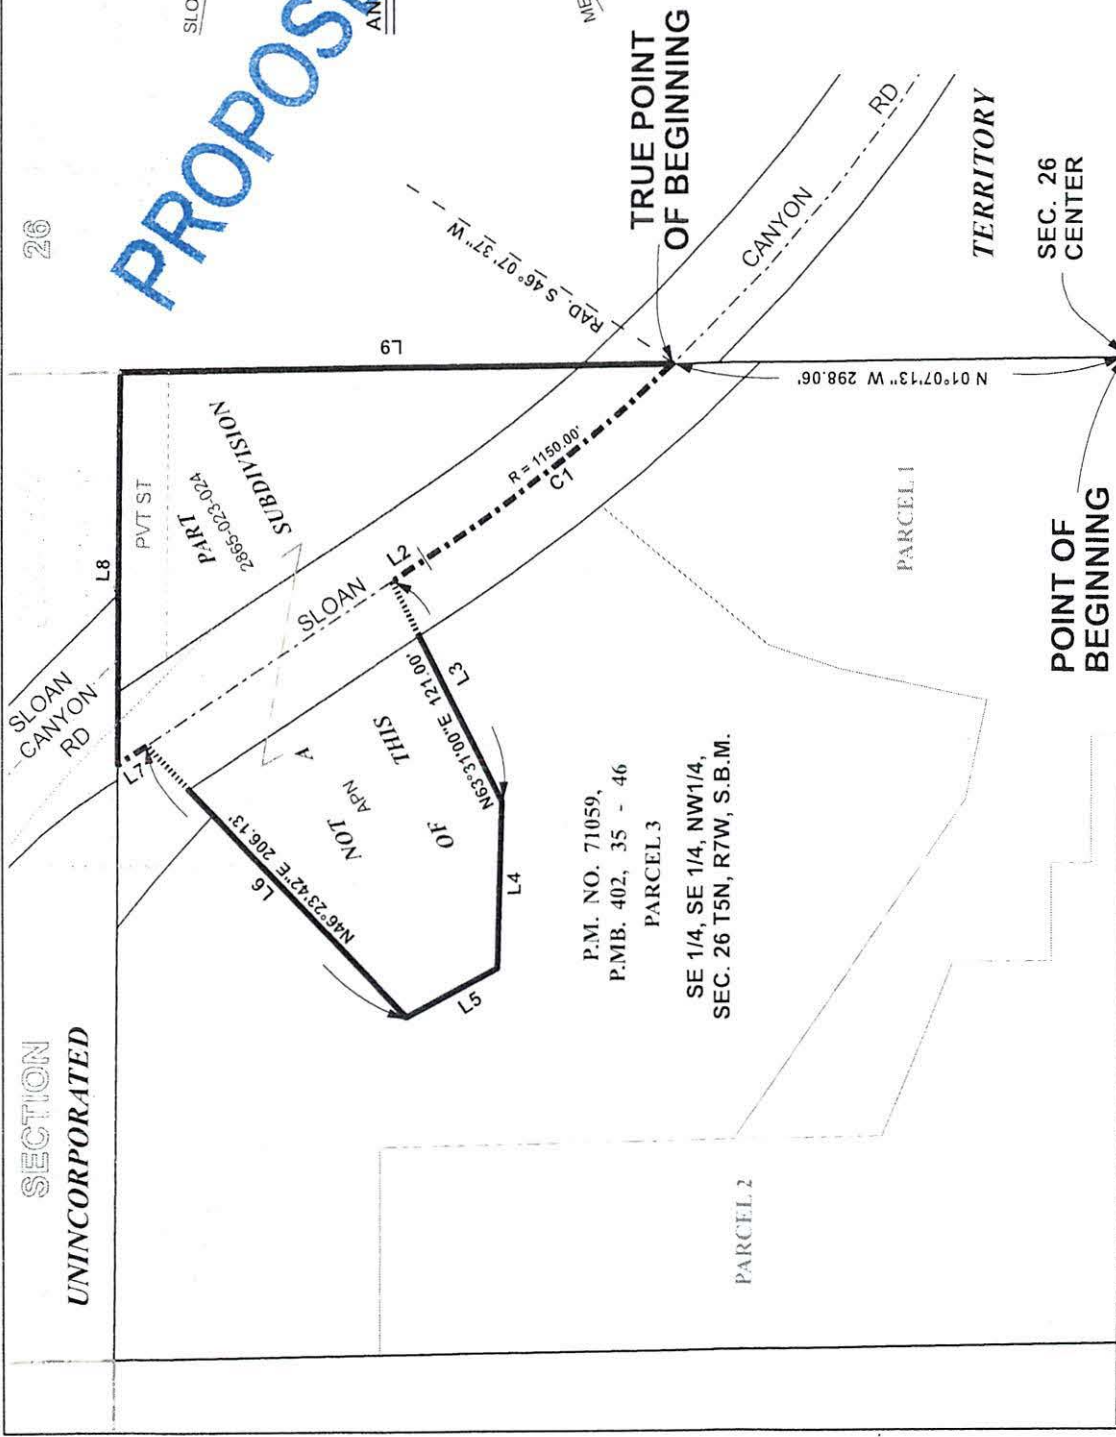 SECTION
26
UNINCORPORATED
L8
PVT ST
PART
2865-023-024
SUBDIVISION
SLOAN
CANYON
RD
L7
L9
SLOAN
L2
R = 1150.00'
C1
RAD. S 46° 07' 37" W
TRUE POINT
OF BEGINNING
CANYON
RD
TERRITORY
SEC. 26
CENTER
N 01°07'13" W 298.06'
POINT OF
BEGINNING
L6
N46°23'42"E 206.13'
NOT
A
APN
OF
THIS
L3
N63°31'00"E 121.00'
L4
L5
P.M. NO. 71059,
P.MB. 402, 35 - 46
PARCEL 3
SE 1/4, SE 1/4, NW1/4,
SEC. 26 T5N, R7W, S.B.M.
PARCEL 1
PARCEL 2